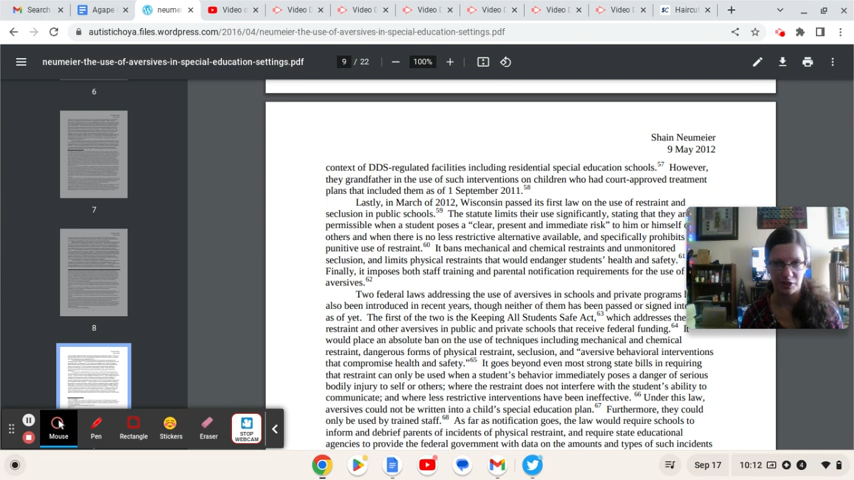 Search
Agape
neume
Video c
Video D
Video C
Video D
Video D
Video D
Video D
Haircut
autistichoya.files.wordpress.com/2016/04/neumeier-the-use-of-aversives-in-special-education-settings.pdf
neumeier-the-use-of-aversives-in-special-education-settings.pdf
9 / 22
100%
6
7
8
Shain Neumeier
9 May 2012
context of DDS-regulated facilities including residential special education schools.57 However,
they grandfather in the use of such interventions on children who had court-approved treatment
plans that included them as of 1 September 2011.58
Lastly, in March of 2012, Wisconsin passed its first law on the use of restraint and
seclusion in public schools.59 The statute limits their use significantly, stating that they are
permissible when a student poses a “clear, present and immediate risk” to him or himself o
others and when there is no less restrictive alternative available, and specifically prohibits
punitive use of restraint.60 It bans mechanical and chemical restraints and unmonitored
seclusion, and limits physical restraints that would endanger students’ health and safety.61
Finally, it imposes both staff training and parental notification requirements for the use of
aversives.62
Two federal laws addressing the use of aversives in schools and private programs
also been introduced in recent years, though neither of them has been passed or signed into
as of yet. The first of the two is the Keeping All Students Safe Act,63 which addresses the
restraint and other aversives in public and private schools that receive federal funding.64 It
would place an absolute ban on the use of techniques including mechanical and chemical
restraint, dangerous forms of physical restraint, seclusion, and “aversive behavioral interventions
that compromise health and safety.”65 It goes beyond even most strong state bills in requiring
that restraint can only be used when a student’s behavior immediately poses a danger of serious
bodily injury to self or others; where the restraint does not interfere with the student’s ability to
communicate; and where less restrictive interventions have been ineffective. 66 Under this law,
aversives could not be written into a child’s special education plan.67 Furthermore, they could
only be used by trained staff.68 As far as notification goes, the law would require schools to
inform and debrief parents of incidents of physical restraint, and require state educational
agencies to provide the federal government with data on the amounts and types of such incidents
Mouse
Pen
Rectangle
Stickers
Eraser
STOP
WEBCAM
Sep 17
10:12
4